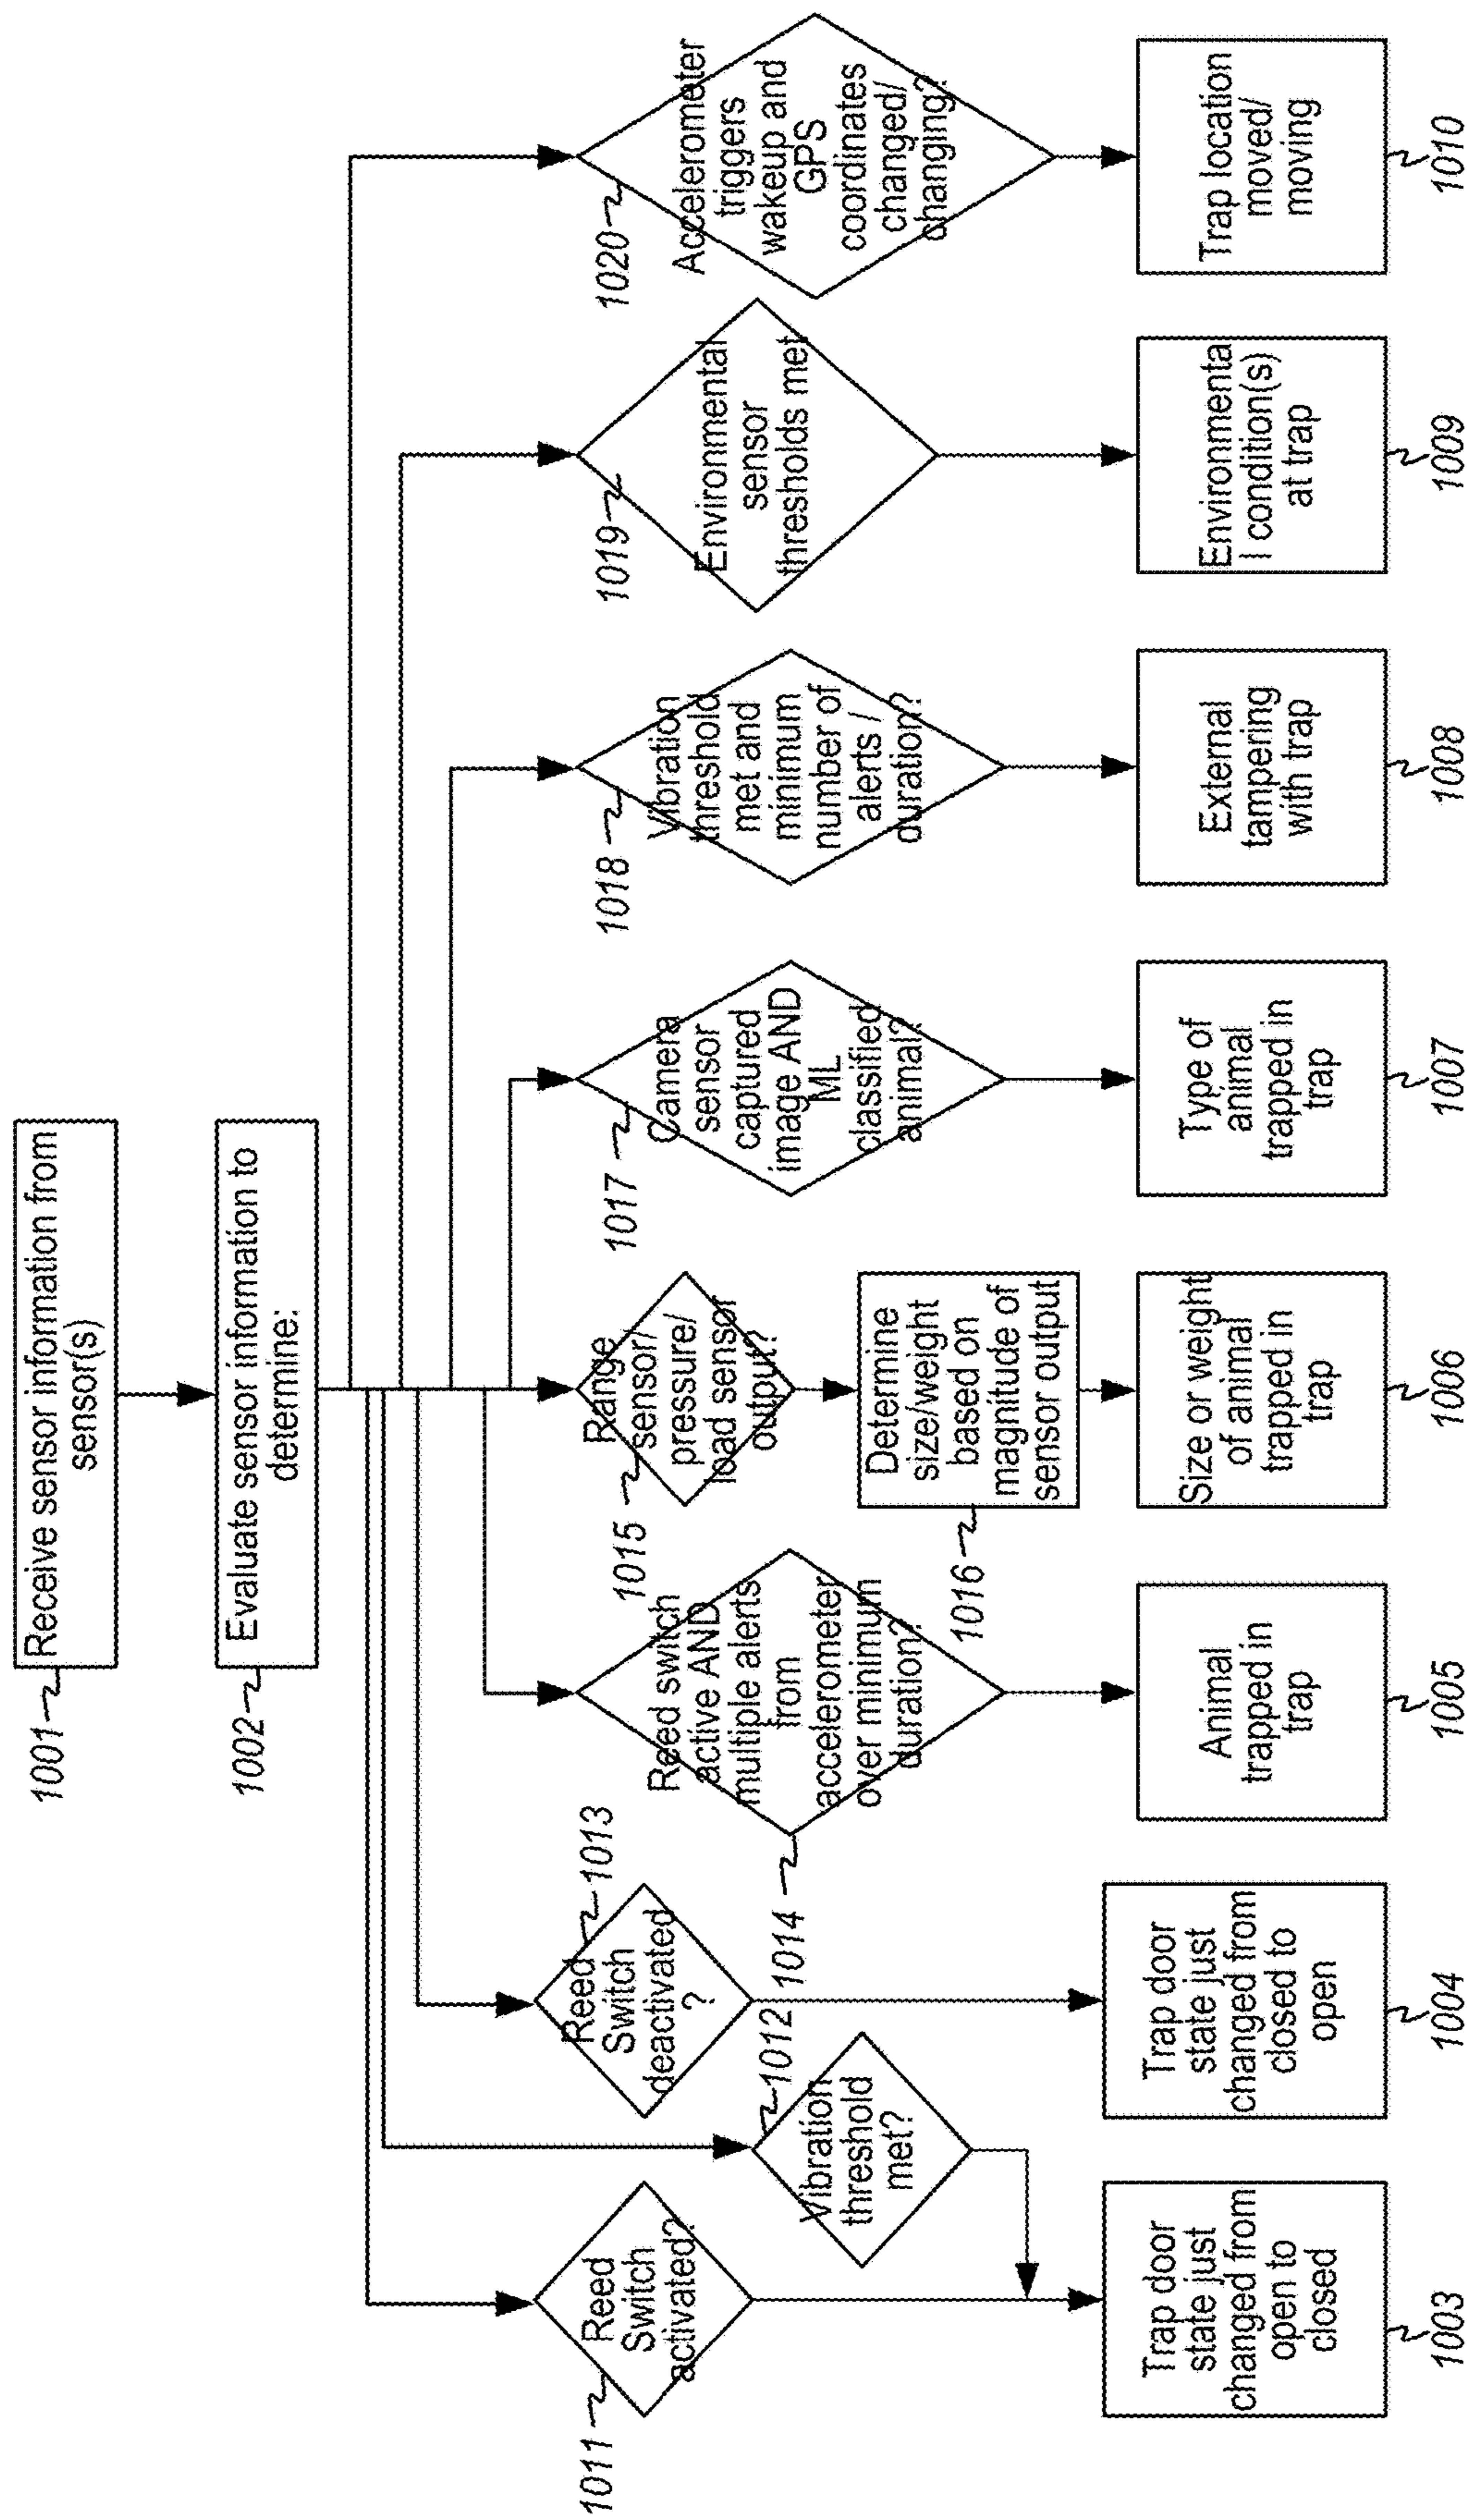 1001
Receive sensor information from
sensor(s)
1002
Evaluate sensor information to
determine:
1011
Reed
Switch
activated?
1012
Vibration
threshold
met?
1013
Reed
Switch
deactivated
?
1014
Reed switch
active AND
multiple alerts
from
accelerometer
over minimum
duration?
1015
Range
sensor/
pressure/
load sensor
output?
1016
Determine
size/weight
based on
magnitude of
sensor output
1017
Camera
sensor
captured
image AND
ML
classified
animal?
1018
Vibration
threshold
met and
minimum
number of
alerts /
duration?
1019
Environmental
sensor
thresholds met
1020
Accelerometer
triggers
wakeup and
GPS
coordinates
changed/
changing?
Trap door
state just
changed from
open to
closed
1003
Trap door
state just
changed from
closed to
open
1004
Animal
trapped in
trap
1005
Size or weight
of animal
trapped in
trap
1006
Type of
animal
trapped in
trap
1007
External
tampering
with trap
1008
Environmenta
l condition(s)
at trap
1009
Trap location
moved/
moving
1010